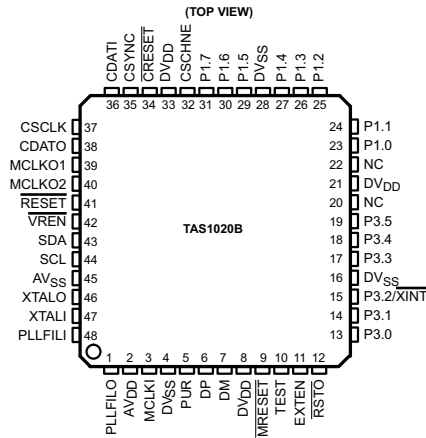 (TOP VIEW)
CDATI
CSYNC
CRESET
DVDD
CSCHNE
P1.7
P1.6
P1.5
DVSS
P1.4
P1.3
P1.2
36 35 34 33 32 31 30 29 28 27 26 25
CSCLK 37
CDATO 38
MCLKO1 39
MCLKO2 40
RESET 41
VREN 42
SDA 43
SCL 44
AVSS 45
XTALO 46
XTALI 47
PLLFILI 48
TAS1020B
24 P1.1
23 P1.0
22 NC
21 DVDD
20 NC
19 P3.5
18 P3.4
17 P3.3
16 DVSS
15 P3.2/XINT
14 P3.1
13 P3.0
1 2 3 4 5 6 7 8 9 10 11 12
PLLFILO
AVDD
MCLKI
DVSS
PUR
DP
DM
DVDD
MRESET
TEST
EXTEN
RSTO